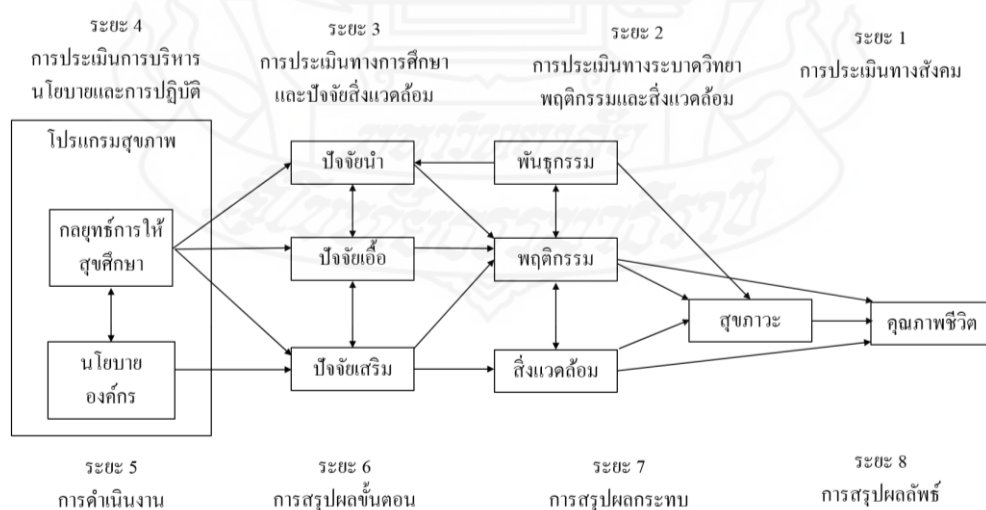 ระยะ 4
การประเมินการบริหาร
นโยบายและการปฏิบัติ
ระยะ 3
การประเมินทางการศึกษา
และปัจจัยสิ่งแวดล้อม
ระยะ 2
การประเมินทางระบาดวิทยา
พฤติกรรมและสิ่งแวดล้อม
ระยะ 1
การประเมินทางสังคม
โปรแกรมสุขภาพ
กลยุทธ์การให้
สุขศึกษา
นโยบาย
องค์กร
ปัจจัยนำ
ปัจจัยเอื้อ
ปัจจัยเสริม
พันธุกรรม
พฤติกรรม
สิ่งแวดล้อม
สุขภาวะ
คุณภาพชีวิต
ระยะ 5
การดำเนินงาน
ระยะ 6
การสรุปผลขั้นตอน
ระยะ 7
การสรุปผลกระทบ
ระยะ 8
การสรุปผลลัพธ์